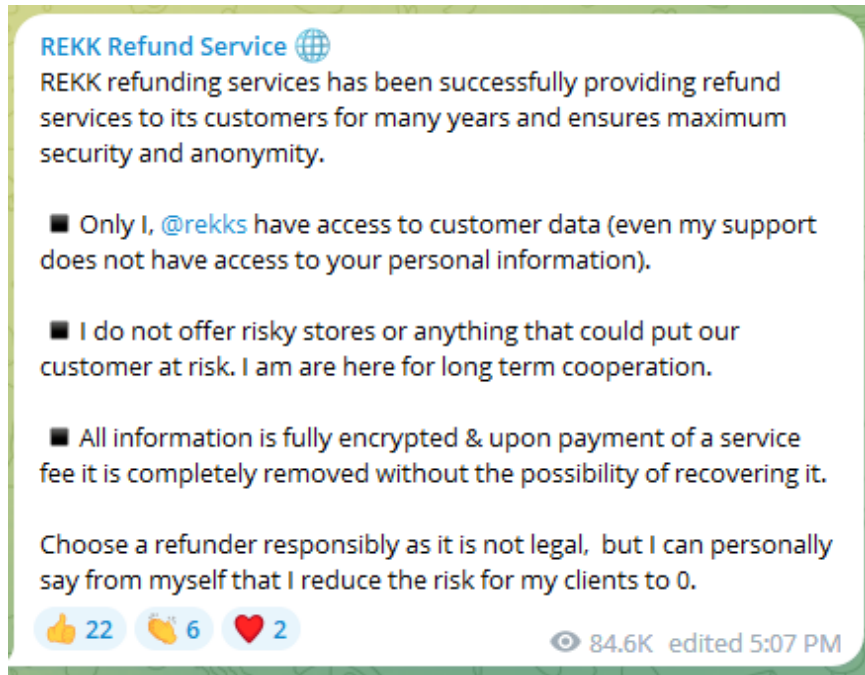 REKK Refund Service 🌐
REKK refunding services has been successfully providing refund
services to its customers for many years and ensures maximum
security and anonymity.
◾ Only I, @rekks have access to customer data (even my support
does not have access to your personal information).
◾ I do not offer risky stores or anything that could put our
customer at risk. I am are here for long term cooperation.
◾ All information is fully encrypted & upon payment of a service
fee it is completely removed without the possibility of recovering it.
Choose a refunder responsibly as it is not legal,  but I can personally
say from myself that I reduce the risk for my clients to 0.
👍 22 👏 6 ❤️ 2 84.6K edited 5:07 PM